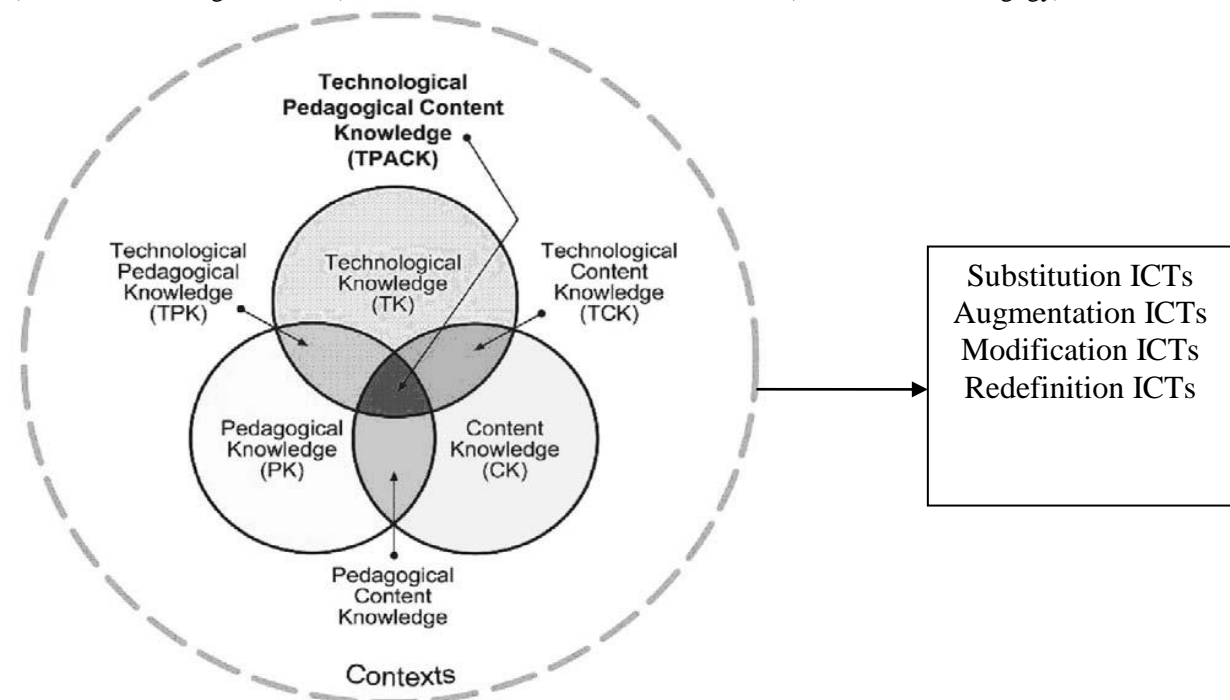 Technological
Pedagogical Content
Knowledge
(TPACK)
Technological
Pedagogical
Knowledge
(TPK)
Technological
Knowledge
(TK)
Technological
Content
Knowledge
(TCK)
Pedagogical
Knowledge
(PK)
Content
Knowledge
(CK)
Pedagogical
Content
Knowledge
Contexts
Substitution ICTs
Augmentation ICTs
Modification ICTs
Redefinition ICTs